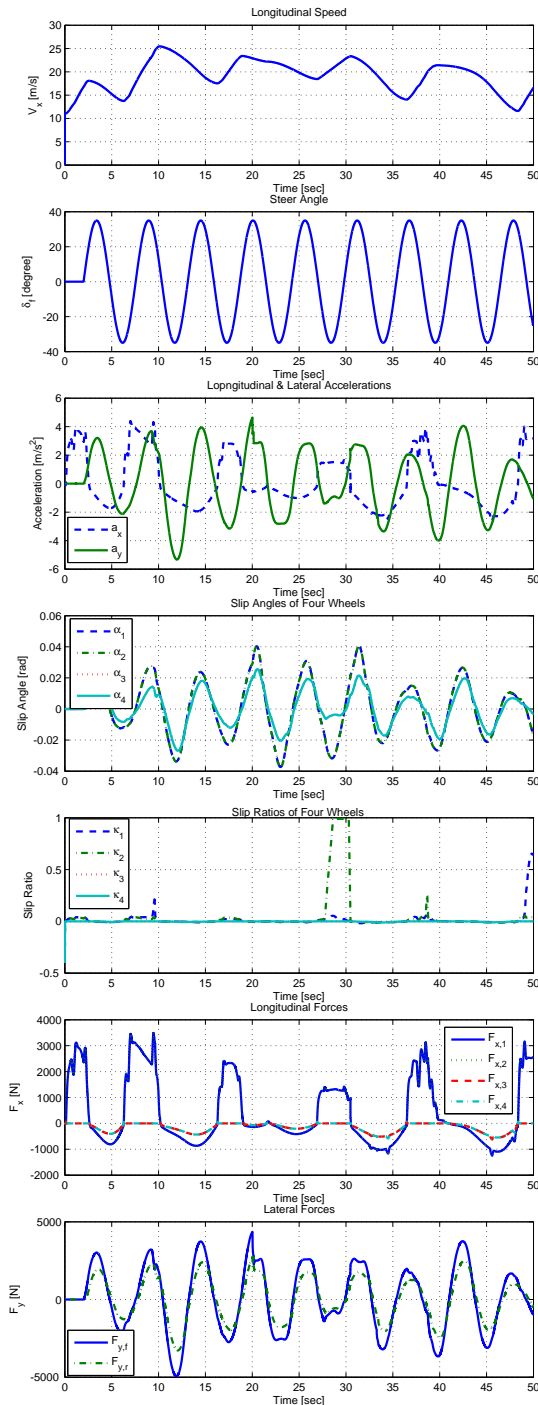 Longitudinal Speed
30
25
20
15
10
5
0
V_x [m/s]
0 5 10 15 20 25 30 35 40 45 50
Time [sec]
Steer Angle
40
20
0
-20
-40
δ_f [degree]
0 5 10 15 20 25 30 35 40 45 50
Time [sec]
Lopngitudinal & Lateral Accelerations
6
4
2
0
-2
-4
-6
Acceleration [m/s²]
a_x
a_y
0 5 10 15 20 25 30 35 40 45 50
Time [sec]
Slip Angles of Four Wheels
0.06
0.04
0.02
0
-0.02
-0.04
Slip Angle [rad]
α_1
α_2
α_3
α_4
0 5 10 15 20 25 30 35 40 45 50
Time [sec]
Slip Ratios of Four Wheels
1
0.5
0
-0.5
Slip Ratio
κ_1
κ_2
κ_3
κ_4
0 5 10 15 20 25 30 35 40 45 50
Time [sec]
Longitudinal Forces
4000
3000
2000
1000
0
-1000
-2000
F_x [N]
F_x,1
F_x,2
F_x,3
F_x,4
0 5 10 15 20 25 30 35 40 45 50
Time [sec]
Lateral Forces
5000
0
-5000
F_y [N]
F_y,f
F_y,r
0 5 10 15 20 25 30 35 40 45 50
Time [sec]